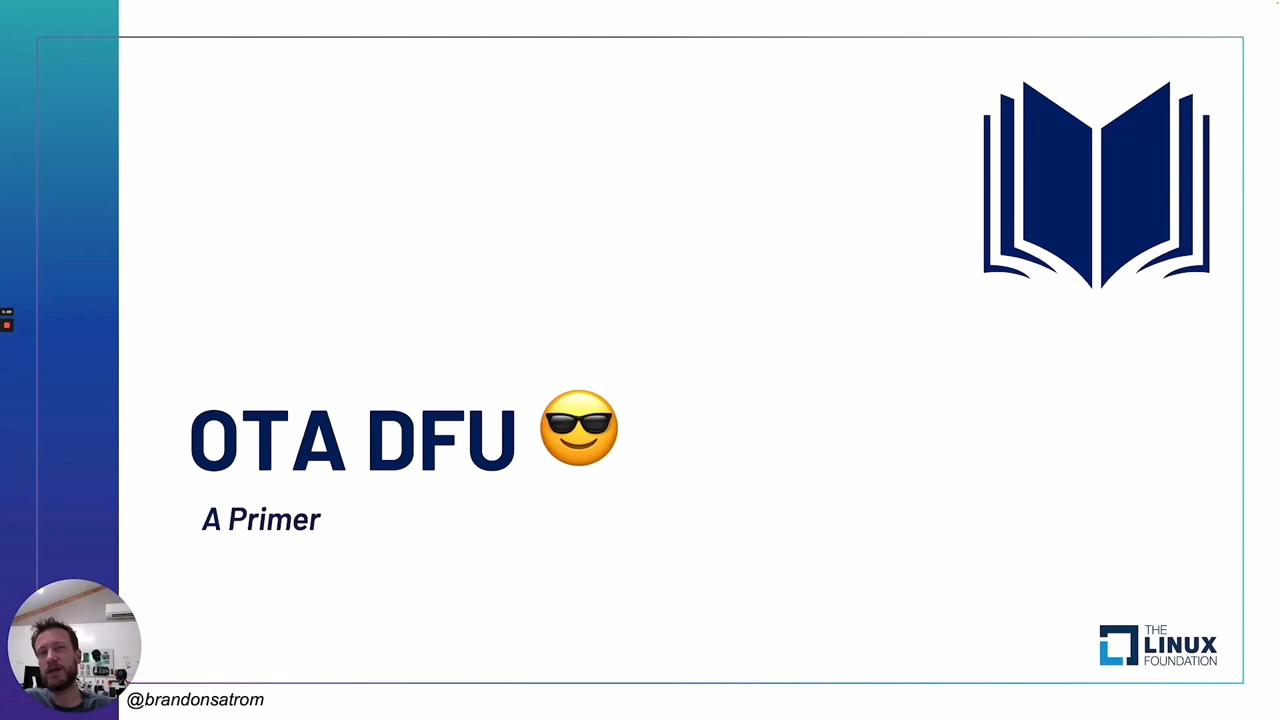 OTA DFU
A Primer
THE
LINUX
FOUNDATION
@brandonsatrom